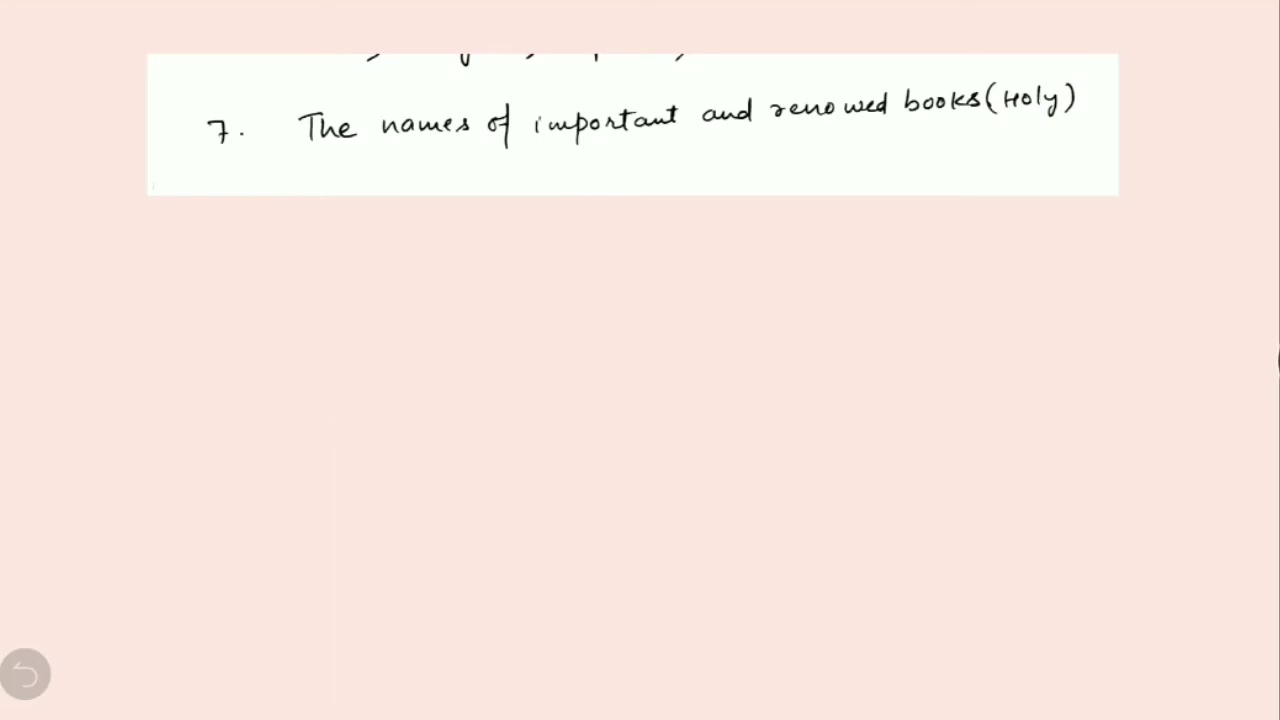 7. The names of important and renowed books (Holy)